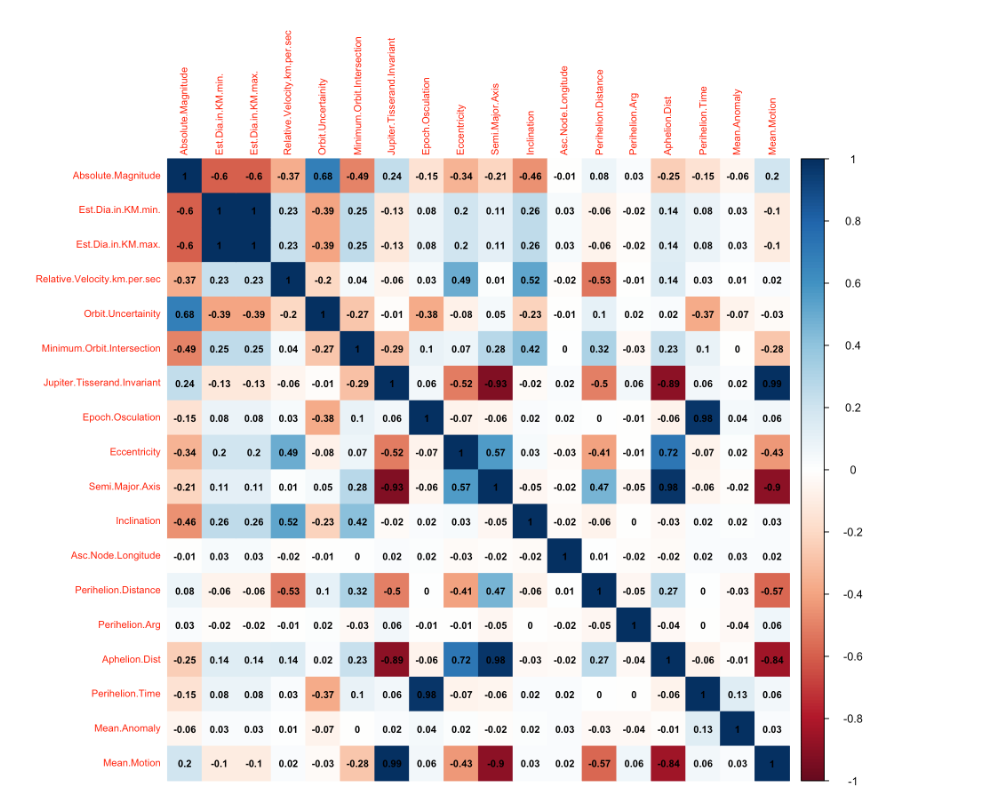 Absolute.Magnitude
Est.Dia.in.KM.min.
Est.Dia.in.KM.max.
Relative.Velocity.km.per.sec
Orbit.Uncertainity
Minimum.Orbit.Intersection
Jupiter.Tisserand.Invariant
Epoch.Osculation
Eccentricity
Semi.Major.Axis
Inclination
Asc.Node.Longitude
Perihelion.Distance
Perihelion.Arg
Aphelion.Dist
Perihelion.Time
Mean.Anomaly
Mean.Motion
Absolute.Magnitude 1 -0.6 -0.6 -0.37 0.68 -0.49 0.24 -0.15 -0.34 -0.21 -0.46 -0.01 0.08 0.03 -0.25 -0.15 -0.06 0.2
Est.Dia.in.KM.min. -0.6 1 1 0.23 -0.39 0.25 -0.13 0.08 0.2 0.11 0.26 0.03 -0.06 -0.02 0.14 0.08 0.03 -0.1
Est.Dia.in.KM.max. -0.6 1 1 0.23 -0.39 0.25 -0.13 0.08 0.2 0.11 0.26 0.03 -0.06 -0.02 0.14 0.08 0.03 -0.1
Relative.Velocity.km.per.sec -0.37 0.23 0.23 1 -0.2 0.04 -0.06 0.03 0.49 0.01 0.52 -0.02 -0.53 -0.01 0.14 0.03 0.01 0.02
Orbit.Uncertainity 0.68 -0.39 -0.39 -0.2 1 -0.27 -0.01 -0.38 -0.08 0.05 -0.23 -0.01 0.1 0.02 0.02 -0.37 -0.07 -0.03
Minimum.Orbit.Intersection -0.49 0.25 0.25 0.04 -0.27 1 -0.29 0.1 0.07 0.28 0.42 0 0.32 -0.03 0.23 0.1 0 -0.28
Jupiter.Tisserand.Invariant 0.24 -0.13 -0.13 -0.06 -0.01 -0.29 1 0.06 -0.52 -0.93 -0.02 0.02 -0.5 0.06 -0.89 0.06 0.02 0.99
Epoch.Osculation -0.15 0.08 0.08 0.03 -0.38 0.1 0.06 1 -0.07 -0.06 0.02 0.02 0 -0.01 -0.06 0.98 0.04 0.06
Eccentricity -0.34 0.2 0.2 0.49 -0.08 0.07 -0.52 -0.07 1 0.57 0.03 -0.03 -0.41 -0.01 0.72 -0.07 0.02 -0.43
Semi.Major.Axis -0.21 0.11 0.11 0.01 0.05 0.28 -0.93 -0.06 0.57 1 -0.05 -0.02 0.47 -0.05 0.98 -0.06 -0.02 -0.9
Inclination -0.46 0.26 0.26 0.52 -0.23 0.42 -0.02 0.02 0.03 -0.05 1 -0.02 -0.06 0 -0.03 0.02 0.02 0.03
Asc.Node.Longitude -0.01 0.03 0.03 -0.02 -0.01 0 0.02 0.02 -0.03 -0.02 -0.02 1 0.01 -0.02 -0.02 0.02 0.03 0.02
Perihelion.Distance 0.08 -0.06 -0.06 -0.53 0.1 0.32 -0.5 0 -0.41 0.47 -0.06 0.01 1 -0.05 0.27 0 -0.03 -0.57
Perihelion.Arg 0.03 -0.02 -0.02 -0.01 0.02 -0.03 0.06 -0.01 -0.01 -0.05 0 -0.02 -0.05 1 -0.04 0 -0.04 0.06
Aphelion.Dist -0.25 0.14 0.14 0.14 0.02 0.23 -0.89 -0.06 0.72 0.98 -0.03 -0.02 0.27 -0.04 1 -0.06 -0.01 -0.84
Perihelion.Time -0.15 0.08 0.08 0.03 -0.37 0.1 0.06 0.98 -0.07 -0.06 0.02 0.02 0 0 -0.06 1 0.13 0.06
Mean.Anomaly -0.06 0.03 0.03 0.01 -0.07 0 0.02 0.04 0.02 -0.02 0.02 0.03 -0.03 -0.04 -0.01 0.13 1 0.03
Mean.Motion 0.2 -0.1 -0.1 0.02 -0.03 -0.28 0.99 0.06 -0.43 -0.9 0.03 0.02 -0.57 0.06 -0.84 0.06 0.03 1
1
0.8
0.6
0.4
0.2
0
-0.2
-0.4
-0.6
-0.8
-1